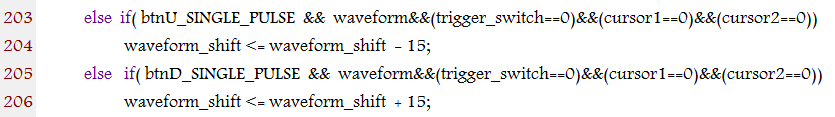 203 else if( btnU_SINGLE_PULSE && waveform&&(trigger_switch==0)&&(cursor1==0)&&(cursor2==0))
204 waveform_shift <= waveform_shift - 15;
205 else if( btnD_SINGLE_PULSE && waveform&&(trigger_switch==0)&&(cursor1==0)&&(cursor2==0))
206 waveform_shift <= waveform_shift + 15;